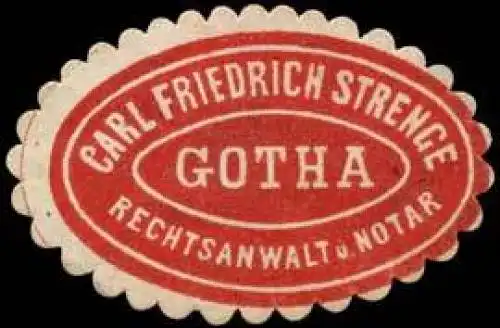 CARL FRIEDRICH STRENGE
GOTHA
RECHTSANWALT u. NOTAR